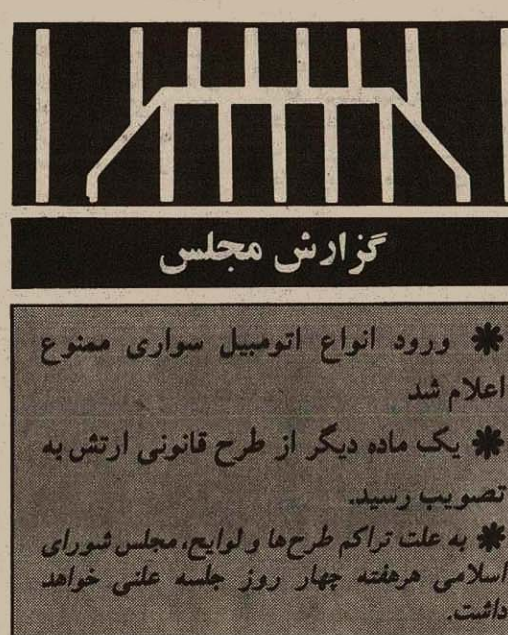 گزارش مجلس
* ورود انواع اتومبیل سواری ممنوع
اعلام شد
* یک ماده دیگر از طرح قانونی ارتش به
تصویب رسید.
* به علت تراکم طرح‌ها و لوایح، مجلس شورای
اسلامی هرهفته چهار روز جلسه علنی خواهد
داشت.